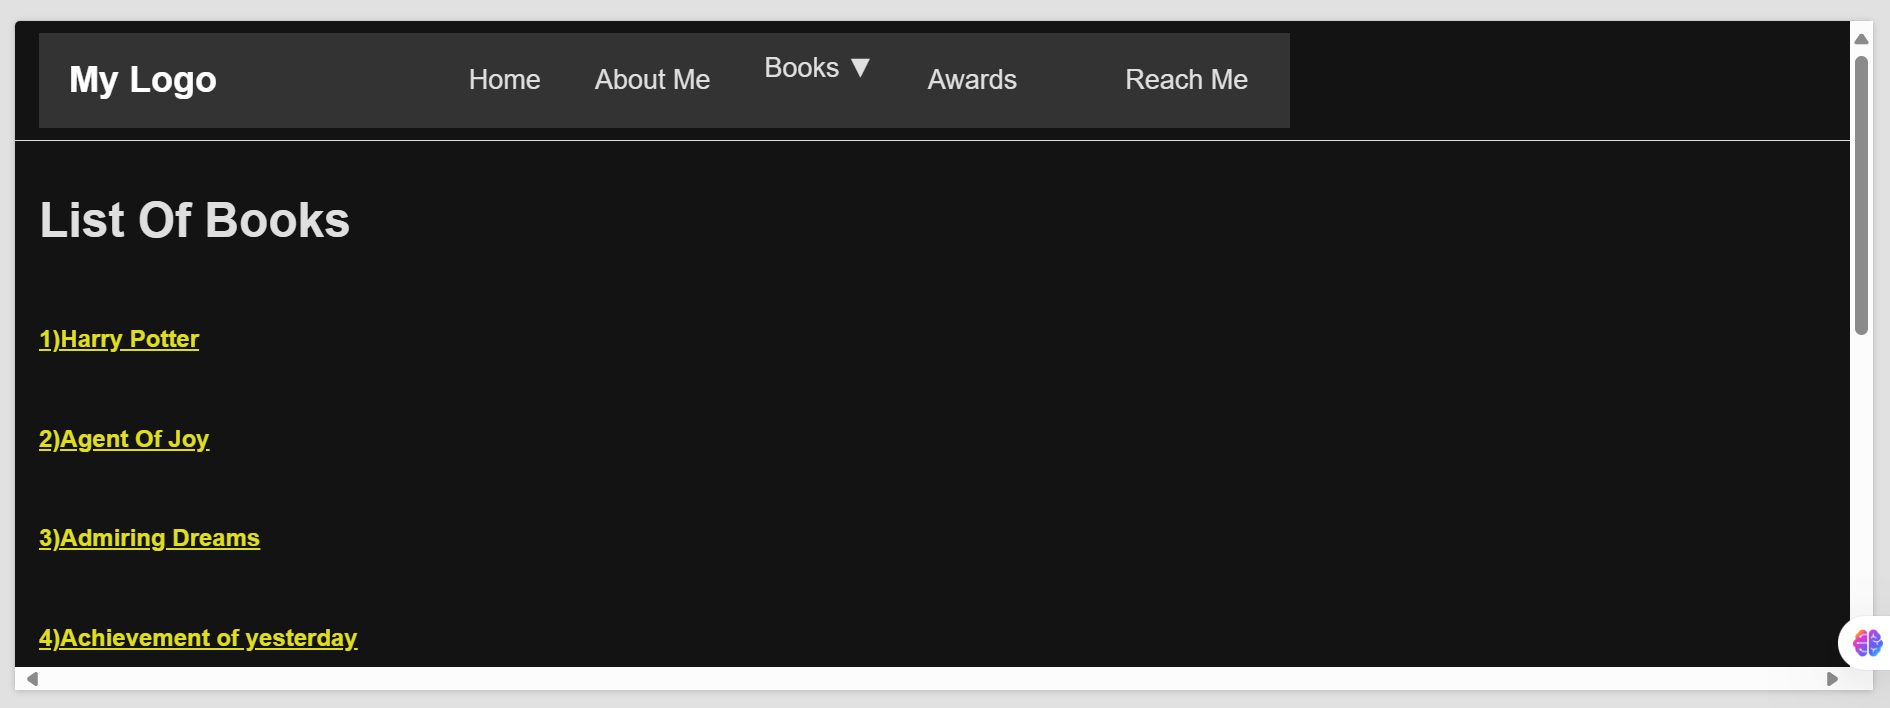 My Logo Home About Me Books ▼ Awards Reach Me
List Of Books
1)Harry Potter
2)Agent Of Joy
3)Admiring Dreams
4)Achievement of yesterday